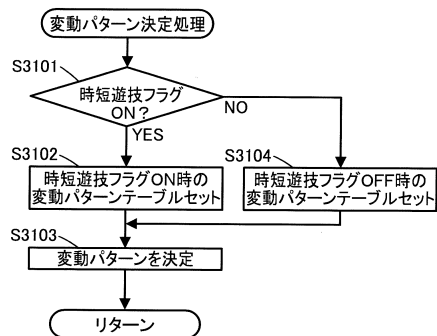 変動パターン決定処理
S3101
時短遊技フラグ
ON?
NO
YES
S3102
時短遊技フラグON時の
変動パターンテーブルセット
S3104
時短遊技フラグOFF時の
変動パターンテーブルセット
S3103
変動パターンを決定
リターン